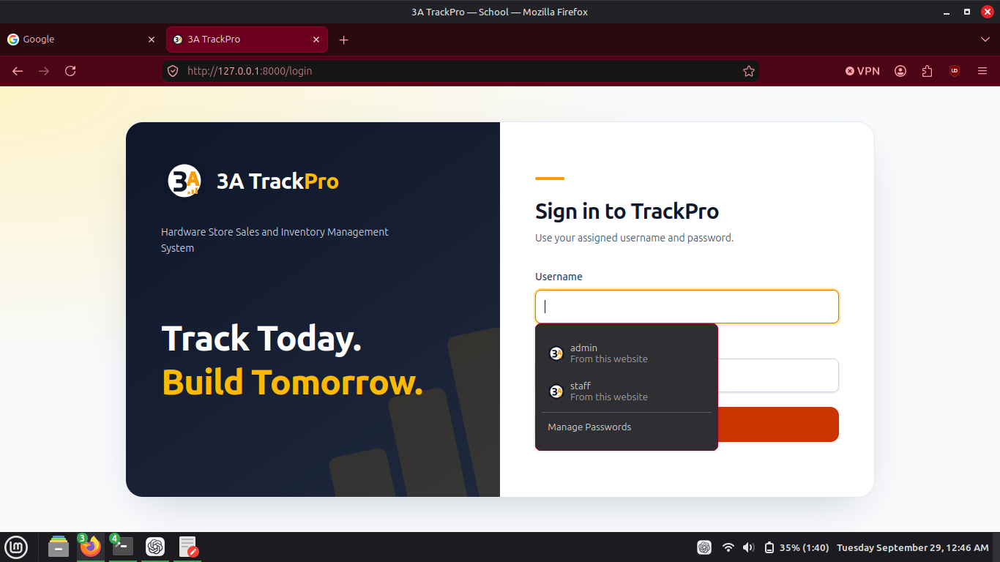 3A TrackPro — School — Mozilla Firefox
Google
3A TrackPro
http://127.0.0.1:8000/login
VPN
3A
3A TrackPro
Hardware Store Sales and Inventory Management
System
Track Today.
Build Tomorrow.
Sign in to TrackPro
Use your assigned username and password.
Username
admin
From this website
staff
From this website
Manage Passwords
3
4
35% (1:40)
Tuesday September 29, 12:46 AM